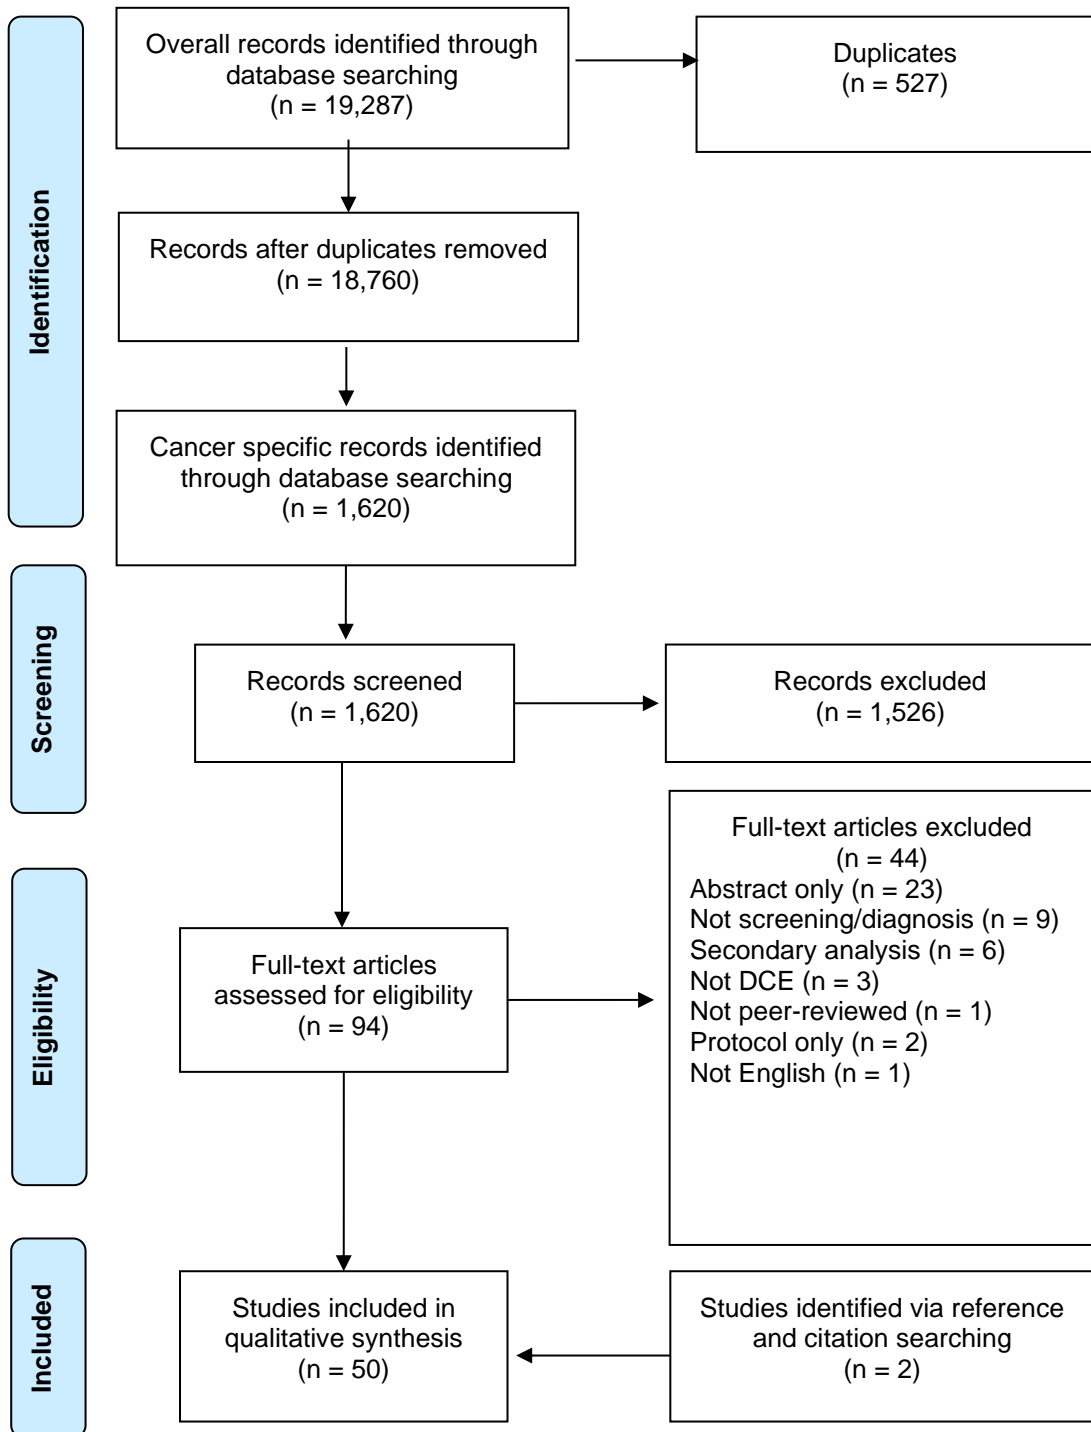 Identification
Overall records identified through
database searching
(n = 19,287)
Duplicates
(n = 527)
Records after duplicates removed
(n = 18,760)
Cancer specific records identified
through database searching
(n = 1,620)
Screening
Records screened
(n = 1,620)
Records excluded
(n = 1,526)
Eligibility
Full-text articles
assessed for eligibility
(n = 94)
Full-text articles excluded
(n = 44)
Abstract only (n = 23)
Not screening/diagnosis (n = 9)
Secondary analysis (n = 6)
Not DCE (n = 3)
Not peer-reviewed (n = 1)
Protocol only (n = 2)
Not English (n = 1)
Included
Studies included in
qualitative synthesis
(n = 50)
Studies identified via reference
and citation searching
(n = 2)